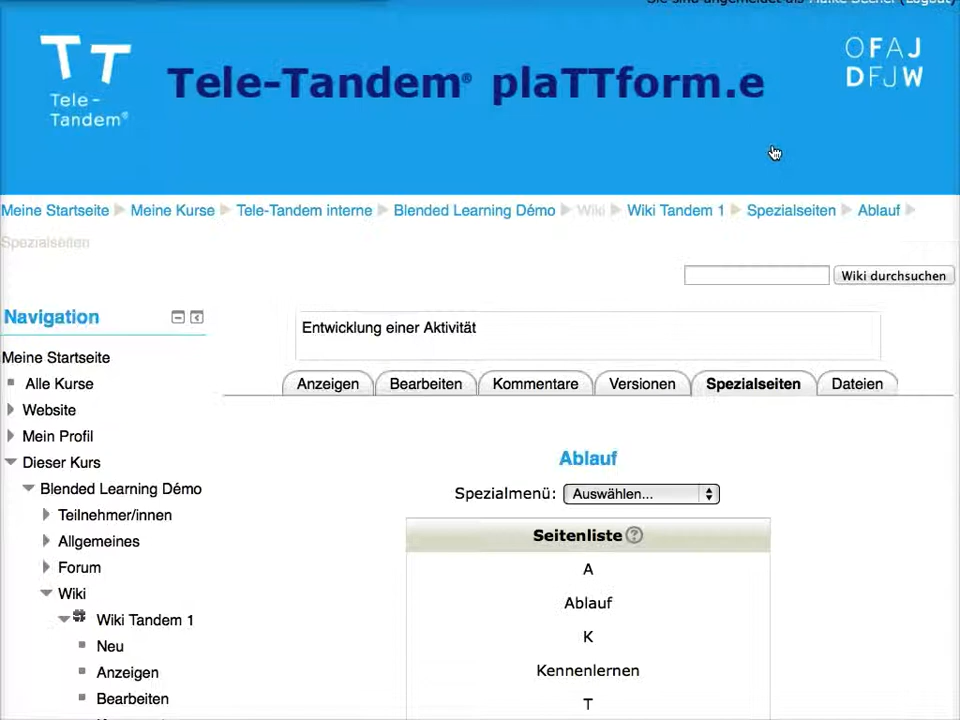 TT
Tele-
Tandem®
Tele-Tandem® plaTTform.e
OFAJ
DFJW
Meine Startseite Meine Kurse Tele-Tandem interne Blended Learning Démo Wiki Wiki Tandem 1 Spezialseiten Ablauf
Spezialseiten
Wiki durchsuchen
Navigation
Meine Startseite
Alle Kurse
Website
Mein Profil
Dieser Kurs
Blended Learning Démo
Teilnehmer/innen
Allgemeines
Forum
Wiki
Wiki Tandem 1
Neu
Anzeigen
Bearbeiten
Entwicklung einer Aktivität
Anzeigen Bearbeiten Kommentare Versionen Spezialseiten Dateien
Ablauf
Spezialmenü: Auswählen...
Seitenliste ?
A
Ablauf
K
Kennenlernen
T